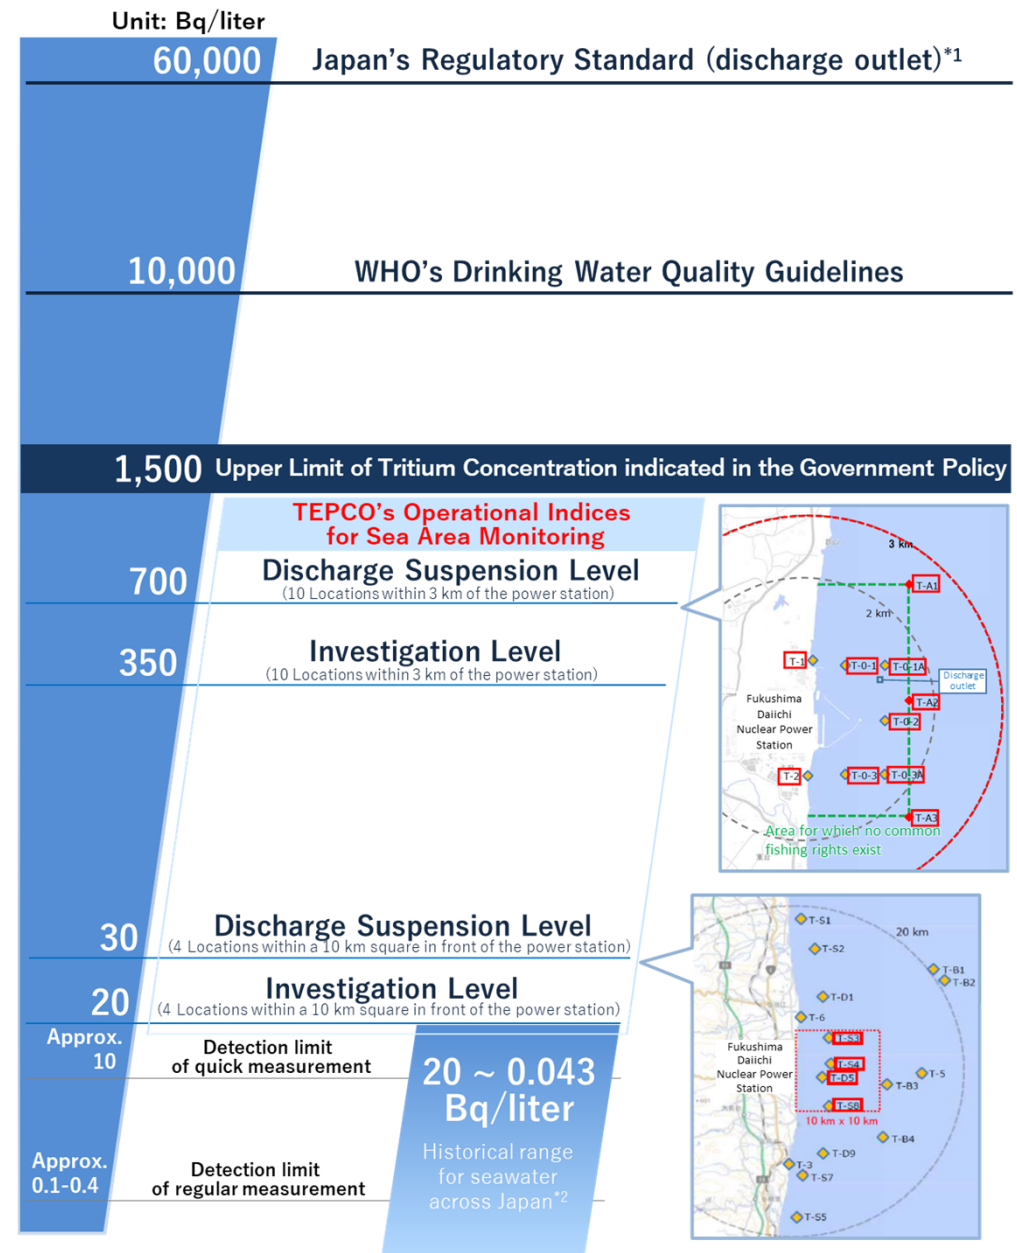 Unit: Bq/liter
60,000 Japan's Regulatory Standard (discharge outlet)*1
10,000 WHO's Drinking Water Quality Guidelines
1,500 Upper Limit of Tritium Concentration indicated in the Government Policy
TEPCO's Operational Indices
for Sea Area Monitoring
700 Discharge Suspension Level
(10 Locations within 3 km of the power station)
350 Investigation Level
(10 Locations within 3 km of the power station)
3 km
T-A1
2 km
T-1
T-0-1
T-0-1A
Discharge
outlet
Fukushima
Daiichi
Nuclear Power
Station
T-A2
T-0-2
T-2
T-0-3
T-0-3A
T-A3
Area for which no common
fishing rights exist
30 Discharge Suspension Level
(4 Locations within a 10 km square in front of the power station)
20 Investigation Level
(4 Locations within a 10 km square in front of the power station)
Approx.
10
Detection limit
of quick measurement
20 ~ 0.043
Bq/liter
Historical range
for seawater
across Japan*2
Approx.
0.1-0.4
Detection limit
of regular measurement
T-S1
20 km
T-S2
T-B1
T-B2
T-D1
T-6
T-S3
Fukushima
Daiichi
Nuclear Power
Station
T-S4
T-D5
T-5
T-B3
T-S8
10 km x 10 km
T-B4
T-D9
T-3
T-S7
T-S5